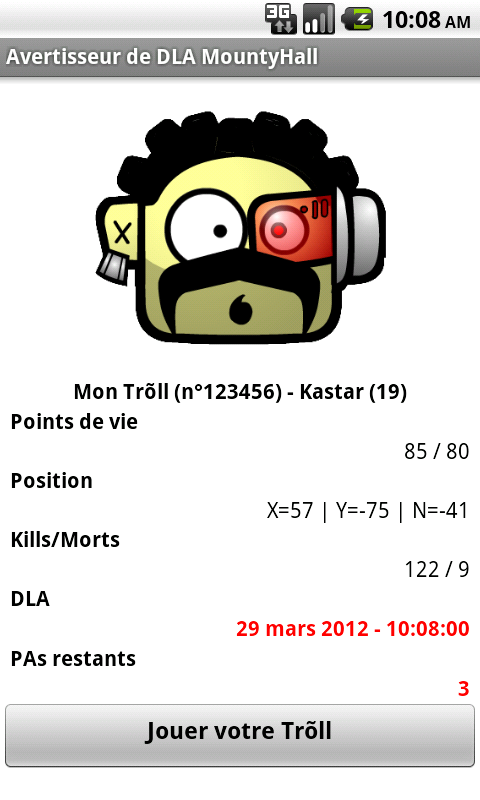 3G
10:08 AM
Avertisseur de DLA MountyHall
Mon Trõll (n°123456) - Kastar (19)
Points de vie
85 / 80
Position
X=57 | Y=-75 | N=-41
Kills/Morts
122 / 9
DLA
29 mars 2012 - 10:08:00
PAs restants
3
Jouer votre Trõll